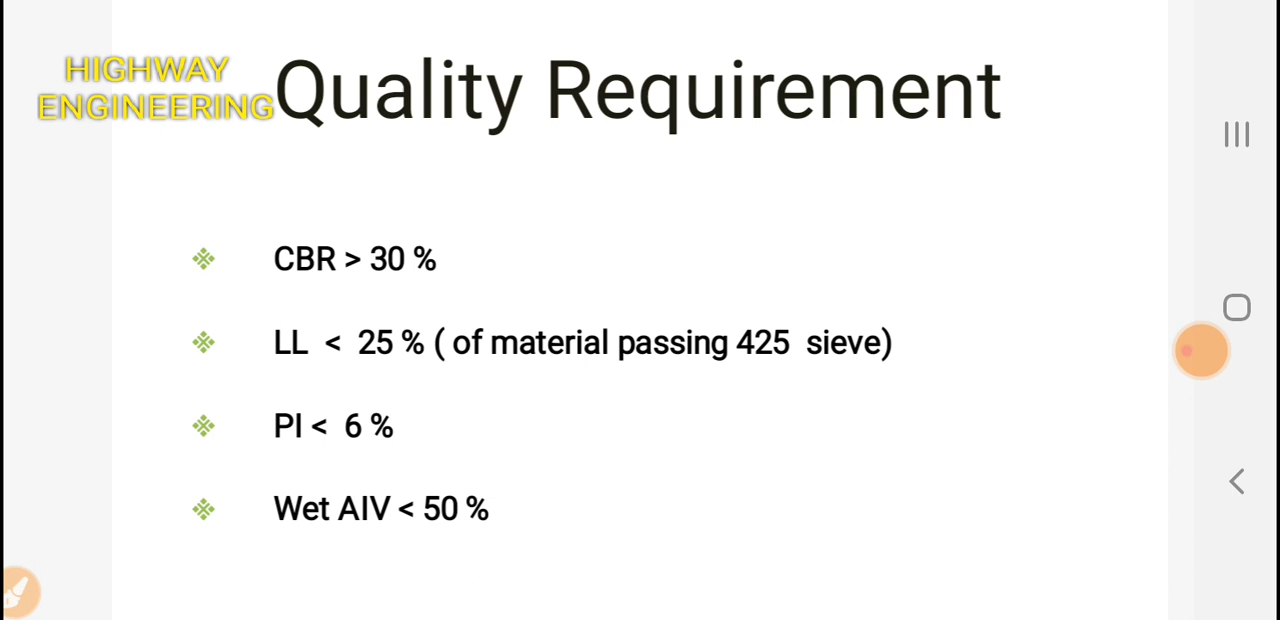 HIGHWAY
ENGINEERING
Quality Requirement
CBR > 30 %
LL < 25 % ( of material passing 425 sieve)
PI < 6 %
Wet AIV < 50 %